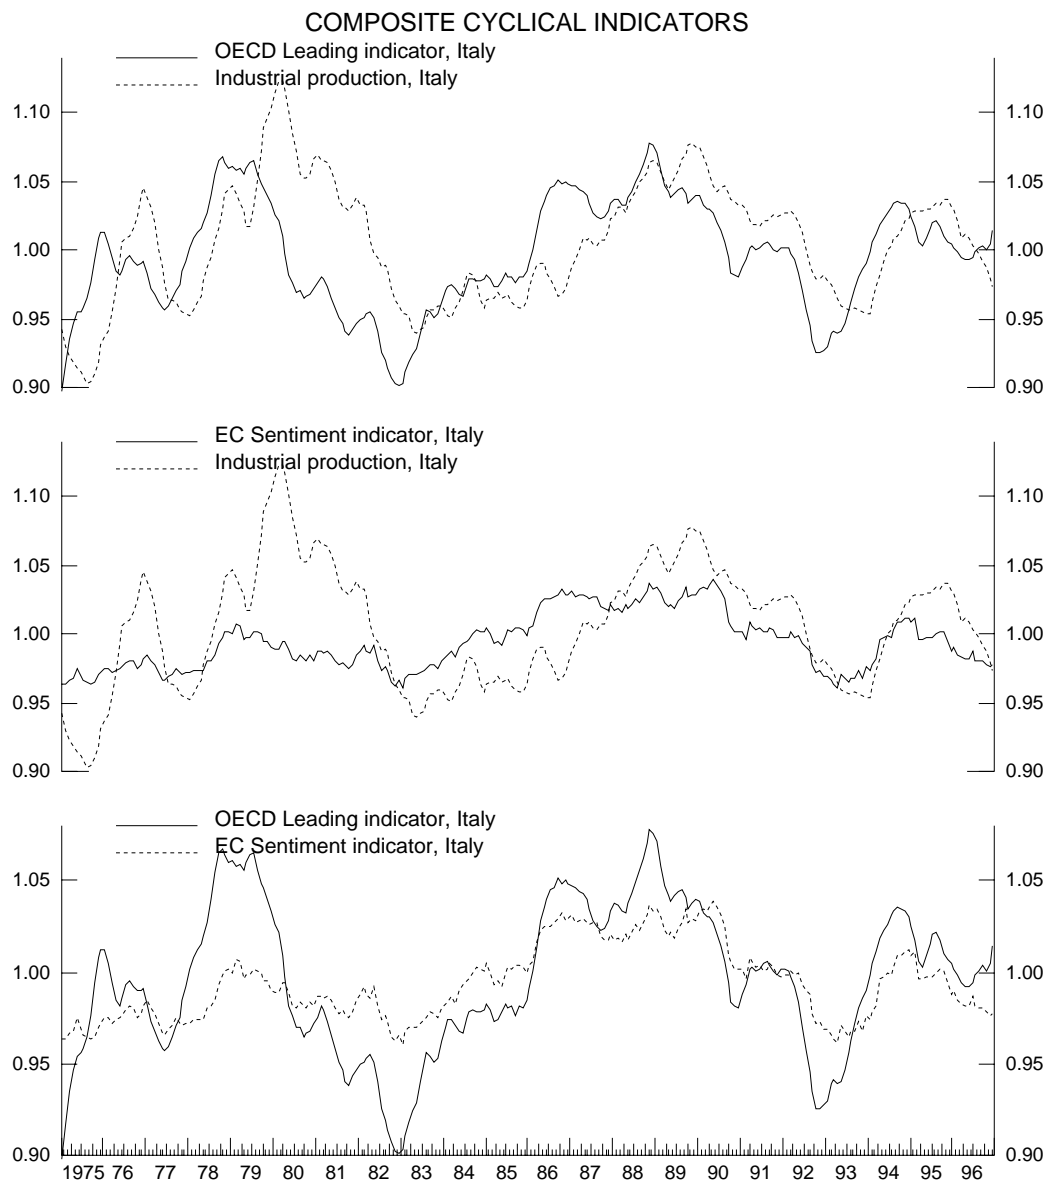 COMPOSITE CYCLICAL INDICATORS
OECD Leading indicator, Italy
Industrial production, Italy
1.10 1.10
1.05 1.05
1.00 1.00
0.95 0.95
0.90 0.90
EC Sentiment indicator, Italy
Industrial production, Italy
1.10 1.10
1.05 1.05
1.00 1.00
0.95 0.95
0.90 0.90
OECD Leading indicator, Italy
EC Sentiment indicator, Italy
1.05 1.05
1.00 1.00
0.95 0.95
0.90 0.90
1975 76 77 78 79 80 81 82 83 84 85 86 87 88 89 90 91 92 93 94 95 96